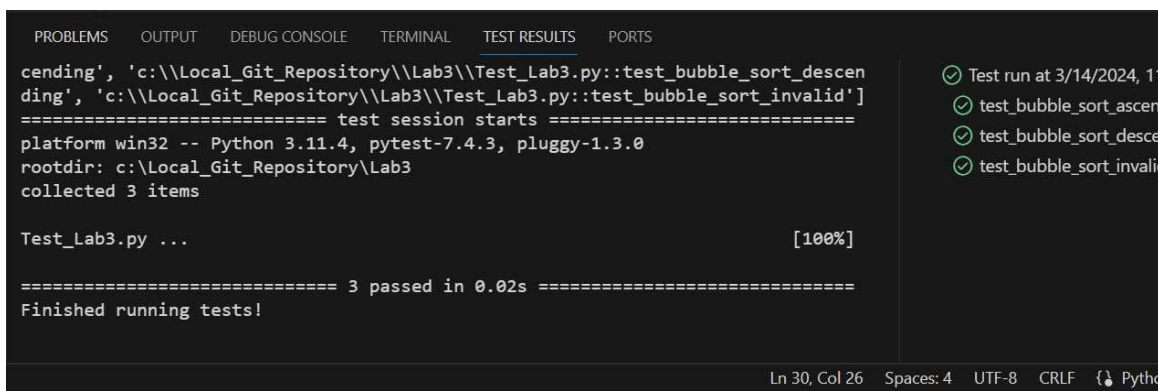 PROBLEMS OUTPUT DEBUG CONSOLE TERMINAL TEST RESULTS PORTS
cending', 'c:\\Local_Git_Repository\\Lab3\\Test_Lab3.py::test_bubble_sort_descen
ding', 'c:\\Local_Git_Repository\\Lab3\\Test_Lab3.py::test_bubble_sort_invalid']
============================= test session starts =============================
platform win32 -- Python 3.11.4, pytest-7.4.3, pluggy-1.3.0
rootdir: c:\Local_Git_Repository\Lab3
collected 3 items
Test_Lab3.py ... [100%]
============================== 3 passed in 0.02s ==============================
Finished running tests!
Test run at 3/14/2024, 1
test_bubble_sort_ascen
test_bubble_sort_desce
test_bubble_sort_invali
Ln 30, Col 26 Spaces: 4 UTF-8 CRLF Pytho